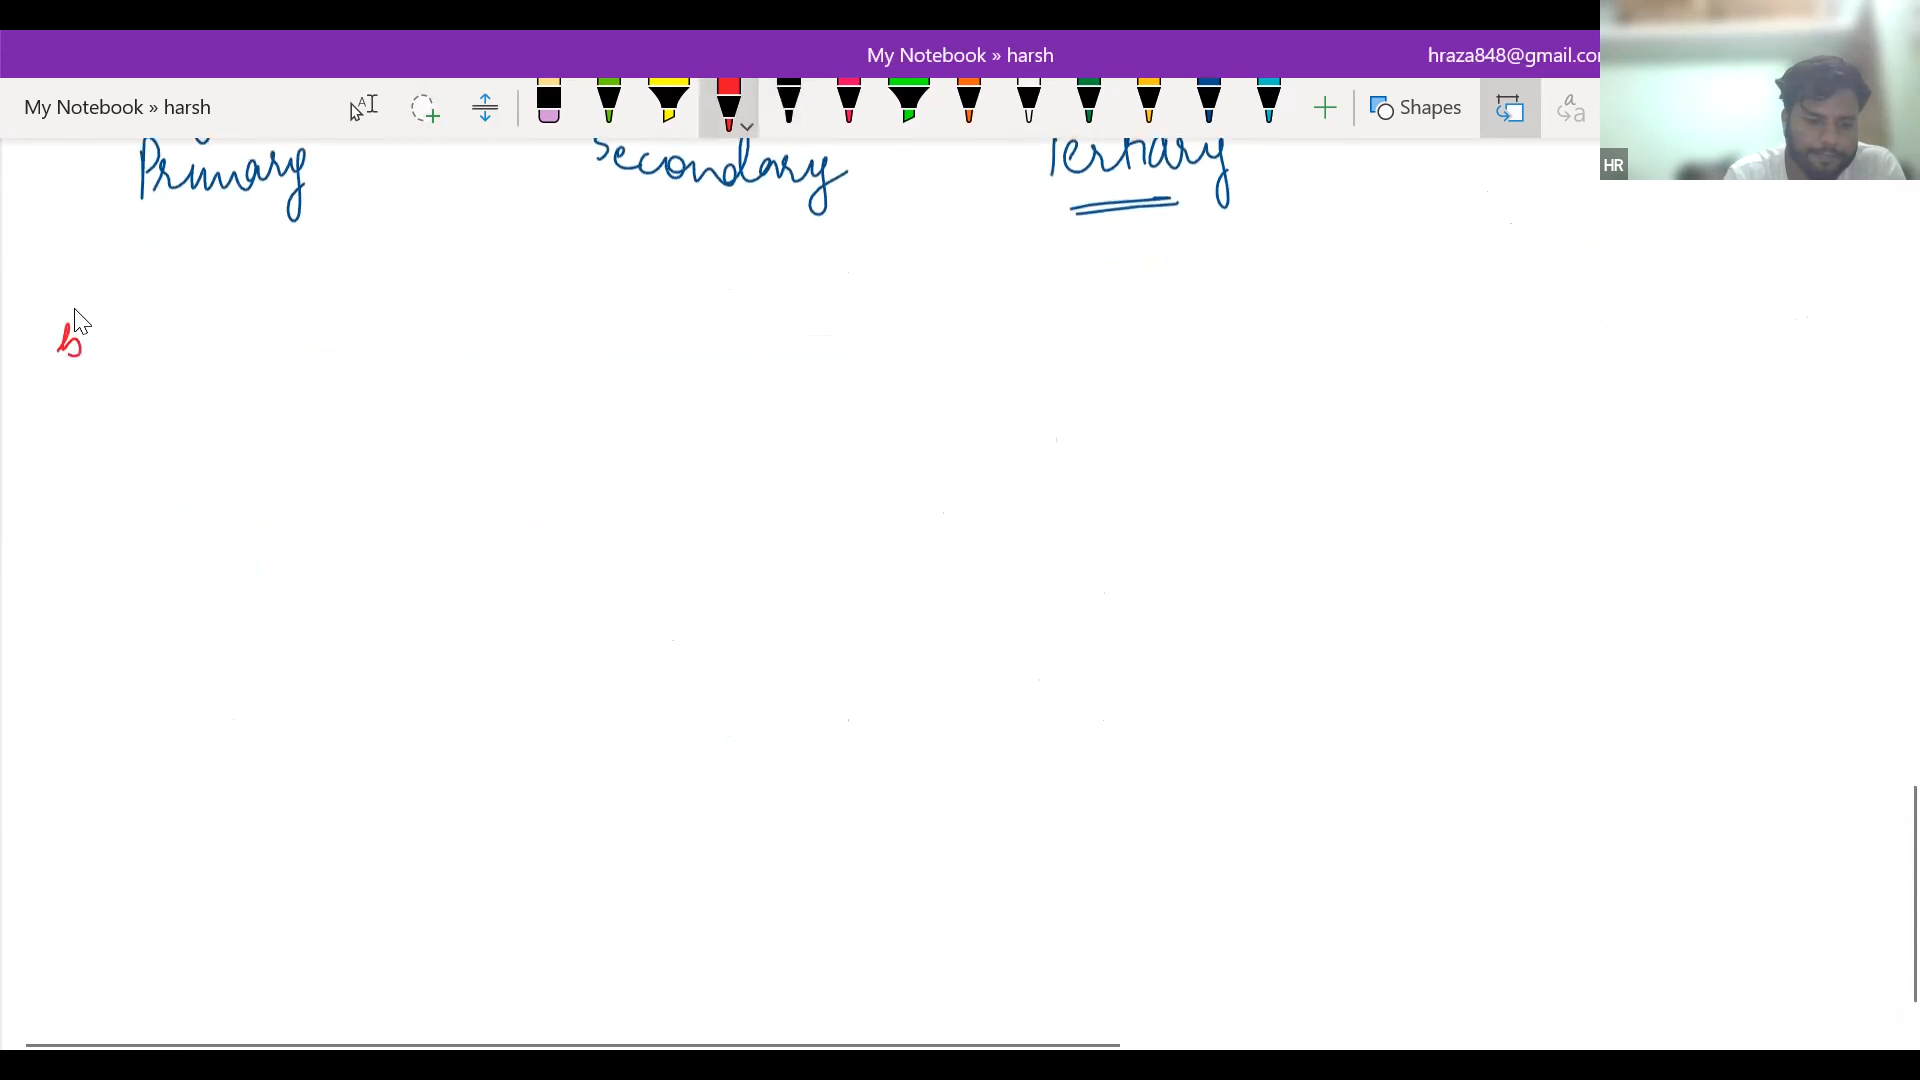 My Notebook » harsh
hraza848@gmail.co
My Notebook » harsh
Shapes
HR
Primary Secondary Tertiary
b